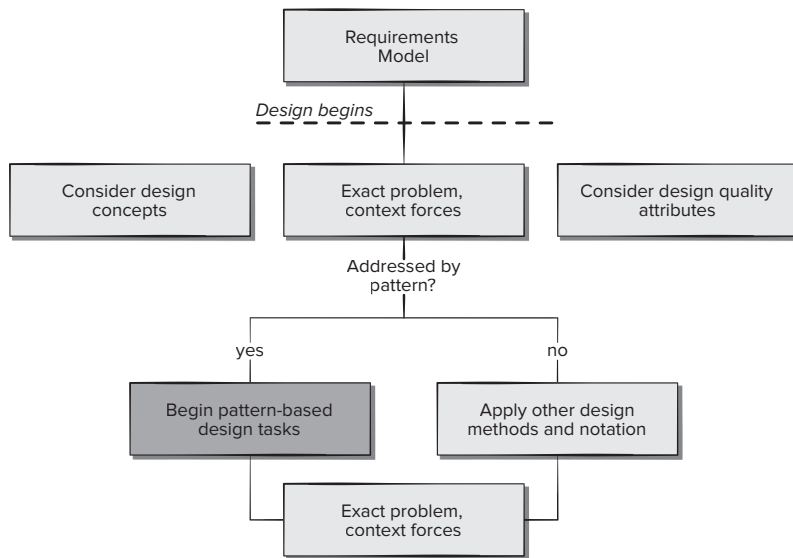 Requirements
Model
Design begins
Consider design
concepts
Exact problem,
context forces
Consider design quality
attributes
Addressed by
pattern?
yes
no
Begin pattern-based
design tasks
Apply other design
methods and notation
Exact problem,
context forces